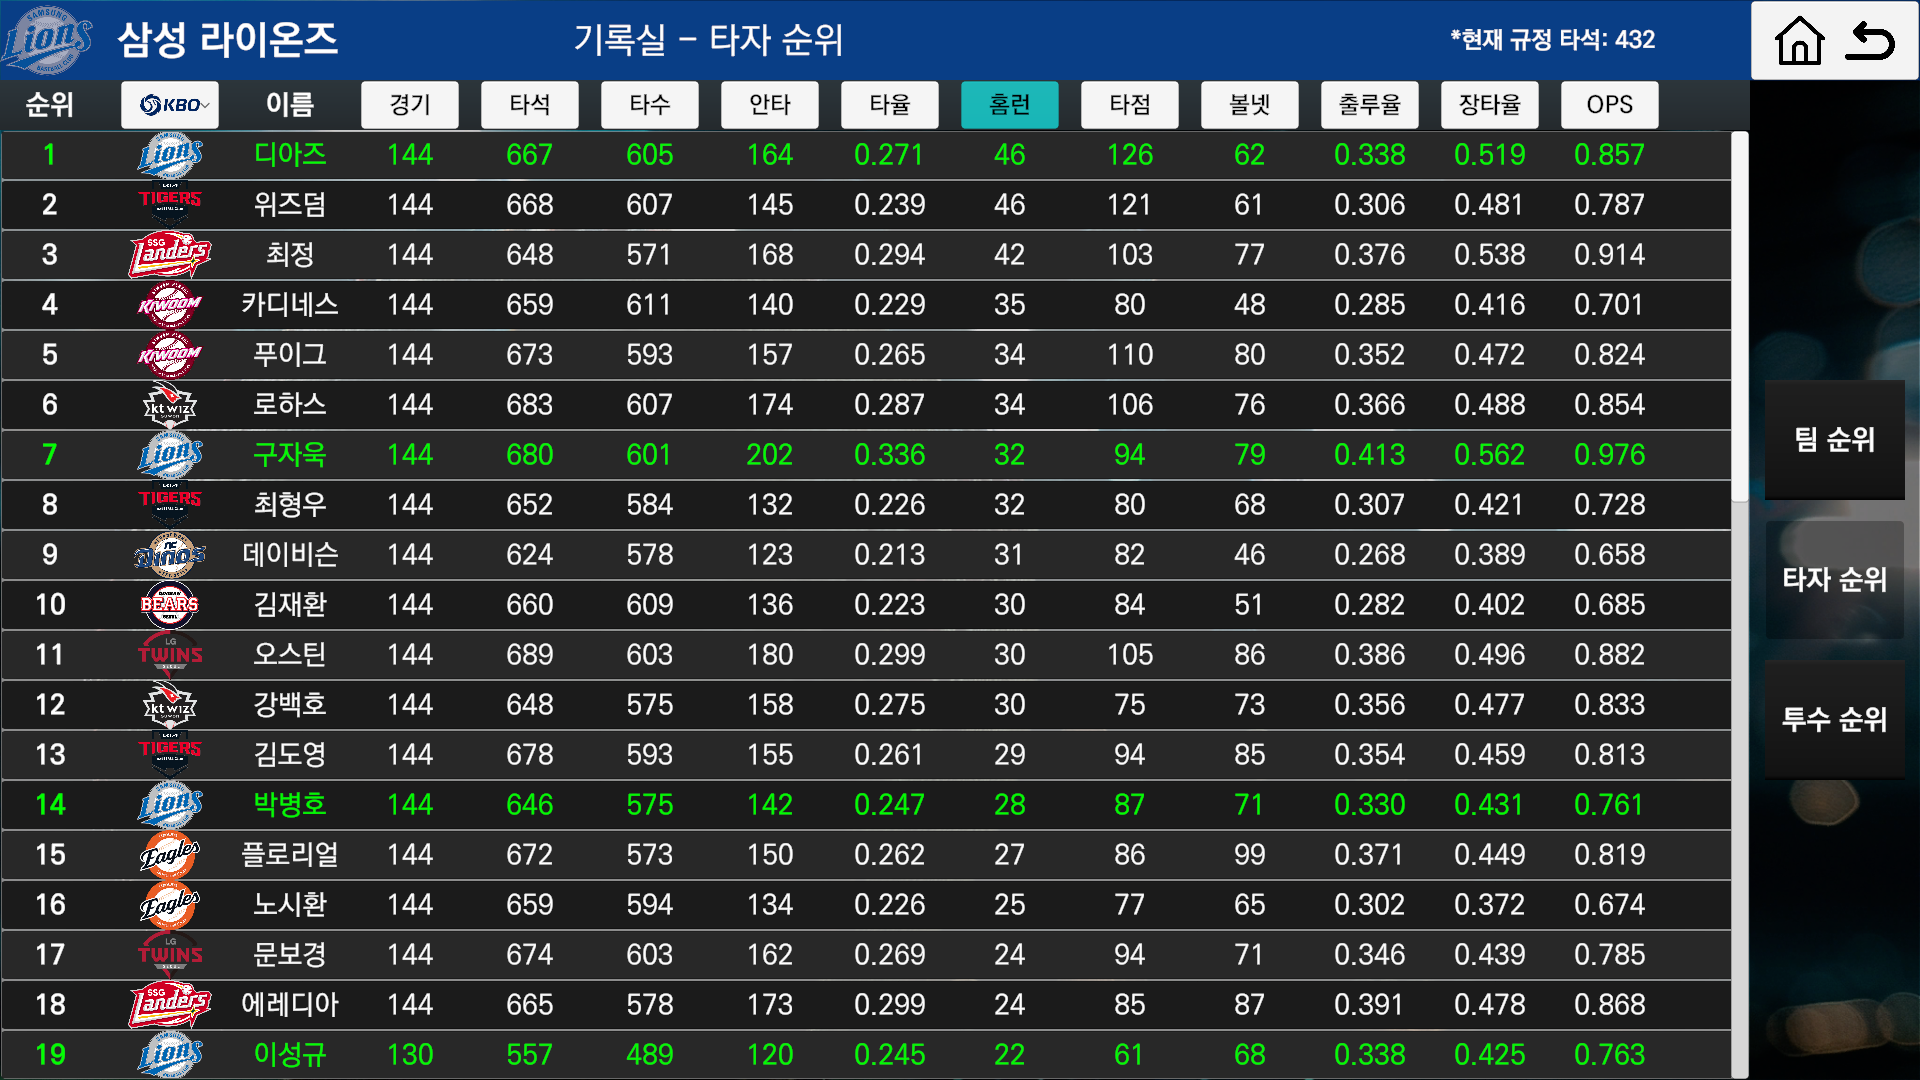 삼성 라이온즈 기록실 - 타자 순위 *현재 규정 타석: 432
순위 KBO 이름 경기 타석 타수 안타 타율 홈런 타점 볼넷 출루율 장타율 OPS
1 Lions 디아즈 144 667 605 164 0.271 46 126 62 0.338 0.519 0.857
2 TIGERS 위즈덤 144 668 607 145 0.239 46 121 61 0.306 0.481 0.787
3 SSG Landers 최정 144 648 571 168 0.294 42 103 77 0.376 0.538 0.914
4 KIWOOM 카디네스 144 659 611 140 0.229 35 80 48 0.285 0.416 0.701
5 KIWOOM 푸이그 144 673 593 157 0.265 34 110 80 0.352 0.472 0.824
6 kt wiz 로하스 144 683 607 174 0.287 34 106 76 0.366 0.488 0.854
7 Lions 구자욱 144 680 601 202 0.336 32 94 79 0.413 0.562 0.976
8 TIGERS 최형우 144 652 584 132 0.226 32 80 68 0.307 0.421 0.728
9 NC DINOS 데이비슨 144 624 578 123 0.213 31 82 46 0.268 0.389 0.658
10 BEARS 김재환 144 660 609 136 0.223 30 84 51 0.282 0.402 0.685
11 LG TWINS 오스틴 144 689 603 180 0.299 30 105 86 0.386 0.496 0.882
12 kt wiz 강백호 144 648 575 158 0.275 30 75 73 0.356 0.477 0.833
13 TIGERS 김도영 144 678 593 155 0.261 29 94 85 0.354 0.459 0.813
14 Lions 박병호 144 646 575 142 0.247 28 87 71 0.330 0.431 0.761
15 Eagles 플로리얼 144 672 573 150 0.262 27 86 99 0.371 0.449 0.819
16 Eagles 노시환 144 659 594 134 0.226 25 77 65 0.302 0.372 0.674
17 LG TWINS 문보경 144 674 603 162 0.269 24 94 71 0.346 0.439 0.785
18 SSG Landers 에레디아 144 665 578 173 0.299 24 85 87 0.391 0.478 0.868
19 Lions 이성규 130 557 489 120 0.245 22 61 68 0.338 0.425 0.763
팀 순위
타자 순위
투수 순위